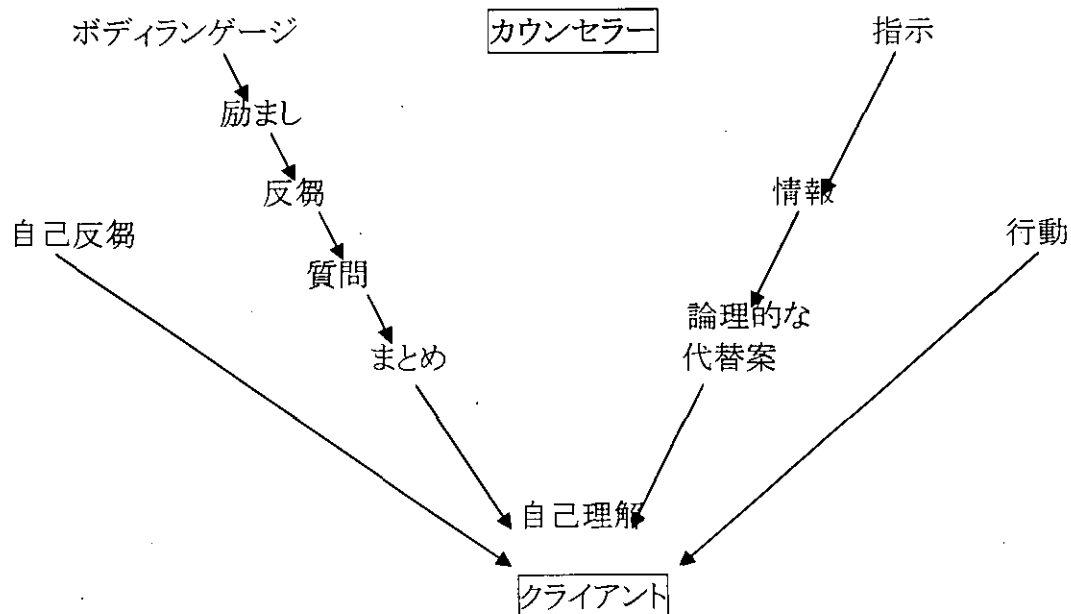 ボディランゲージ
カウンセラー
指示
励まし
反芻
情報
自己反芻
行動
質問
論理的な
代替案
まとめ
自己理解
クライアント